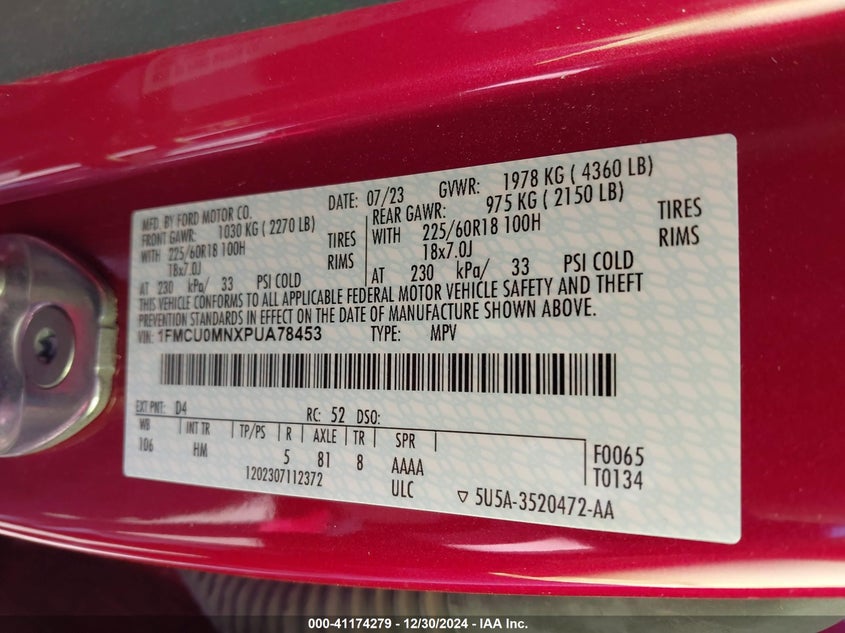 MFD. BY FORD MOTOR CO.
DATE: 07/23 GVWR: 1978 KG ( 4360 LB)
FRONT GAWR: 1030 KG ( 2270 LB)
REAR GAWR: 975 KG ( 2150 LB)
WITH 225/60R18 100H TIRES
WITH 225/60R18 100H TIRES
18x7.0J RIMS
18x7.0J RIMS
AT 230 kPa/ 33 PSI COLD
AT 230 kPa/ 33 PSI COLD
THIS VEHICLE CONFORMS TO ALL APPLICABLE FEDERAL MOTOR VEHICLE SAFETY AND THEFT
PREVENTION STANDARDS IN EFFECT ON THE DATE OF MANUFACTURE SHOWN ABOVE.
VIN: 1FMCU0MNXPUA78453 TYPE: MPV
EXT PNT: D4 RC: 52 DSO:
WB INT TR TP/PS R AXLE TR SPR
106 HM 5 81 8 AAAA F0065
1202307112372 ULC T0134
5U5A-3520472-AA
000-41174279 - 12/30/2024 - IAA Inc.